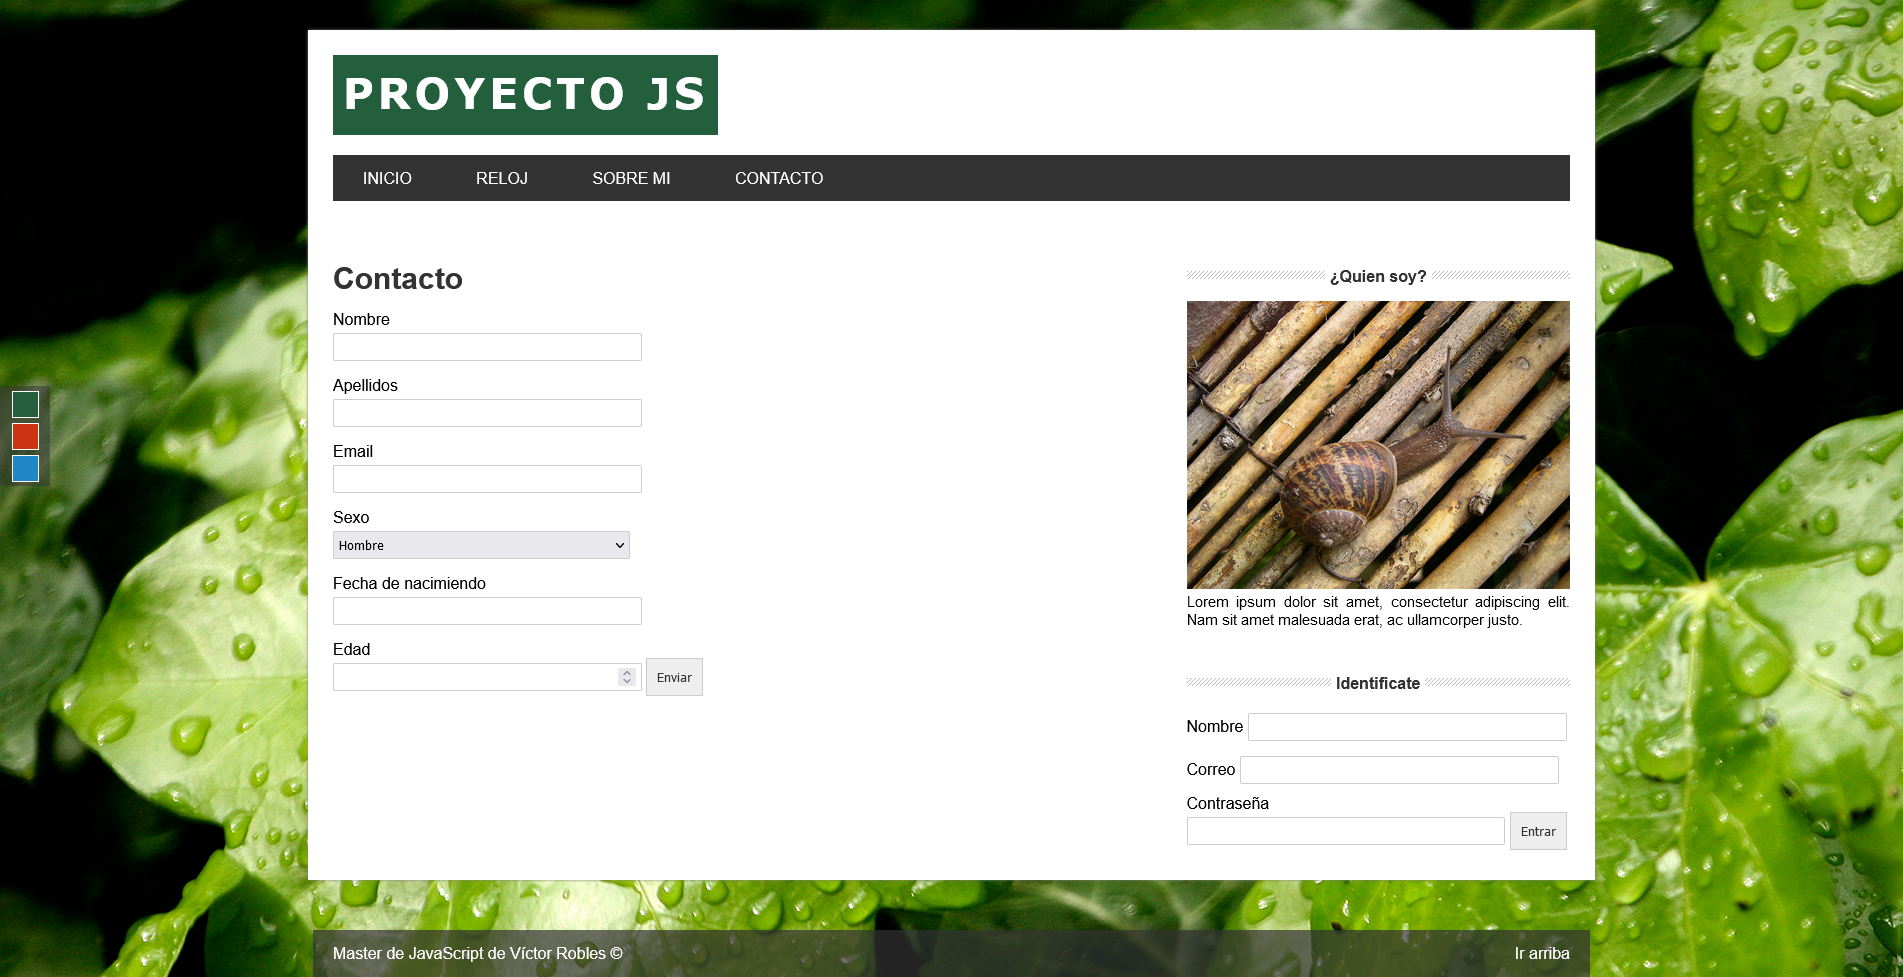 PROYECTO JS
INICIO RELOJ SOBRE MI CONTACTO
Contacto
Nombre
Apellidos
Email
Sexo
Hombre
Fecha de nacimiendo
Edad
Enviar
¿Quien soy?
Lorem ipsum dolor sit amet, consectetur adipiscing elit.
Nam sit amet malesuada erat, ac ullamcorper justo.
Identificate
Nombre
Correo
Contraseña
Entrar
Master de JavaScript de Víctor Robles ©
Ir arriba